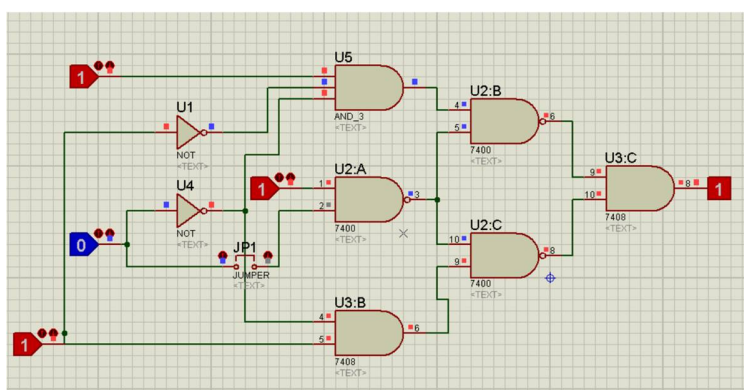 U5
1
4
U2:B
6
5
AND_3
<TEXT>
U1
7400
<TEXT>
NOT
<TEXT>
U3:C
9
8
1
10
U2:A
1
1
3
2
7408
<TEXT>
U4
7400
<TEXT>
NOT
<TEXT>
0
U2:C
10
8
9
JP1
JUMPER
<TEXT>
7400
<TEXT>
U3:B
4
6
5
1
7408
<TEXT>